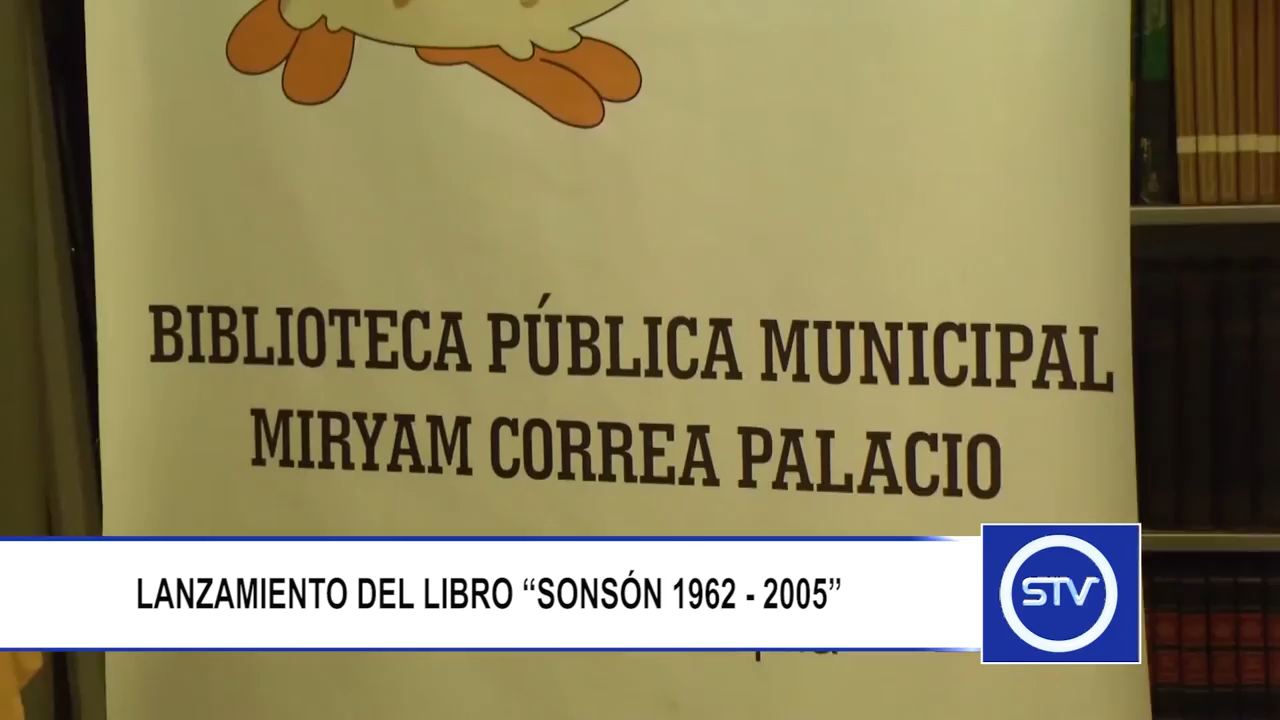 BIBLIOTECA PÚBLICA MUNICIPAL
MIRYAM CORREA PALACIO
LANZAMIENTO DEL LIBRO “SONSÓN 1962 - 2005”
STV